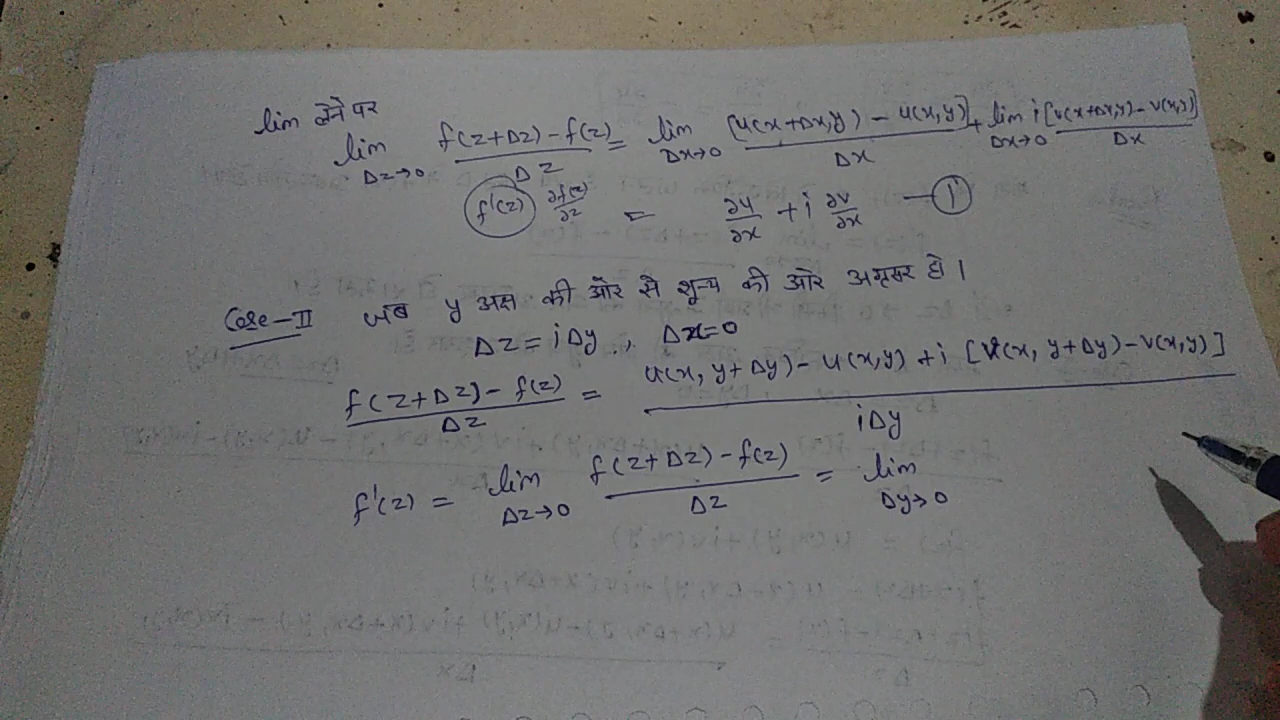 lim लेने पर
lim Δz→0 f(z+Δz)-f(z)/Δz = lim Δx→0 [u(x+Δx,y) - u(x,y)]/Δx + lim Δx→0 i[v(x+Δx,y)-v(x,y)]/Δx
f'(z) ∂f(z)/∂z = ∂u/∂x + i ∂v/∂x —①
Case-II जब y अक्ष की ओर से शून्य की ओर अग्रसर हो।
Δz = iΔy, Δx=0
f(z+Δz)-f(z)/Δz = u(x, y+Δy)-u(x,y)+i [v(x, y+Δy)-v(x,y)]/iΔy
f'(z) = lim Δz→0 f(z+Δz)-f(z)/Δz = lim Δy→0